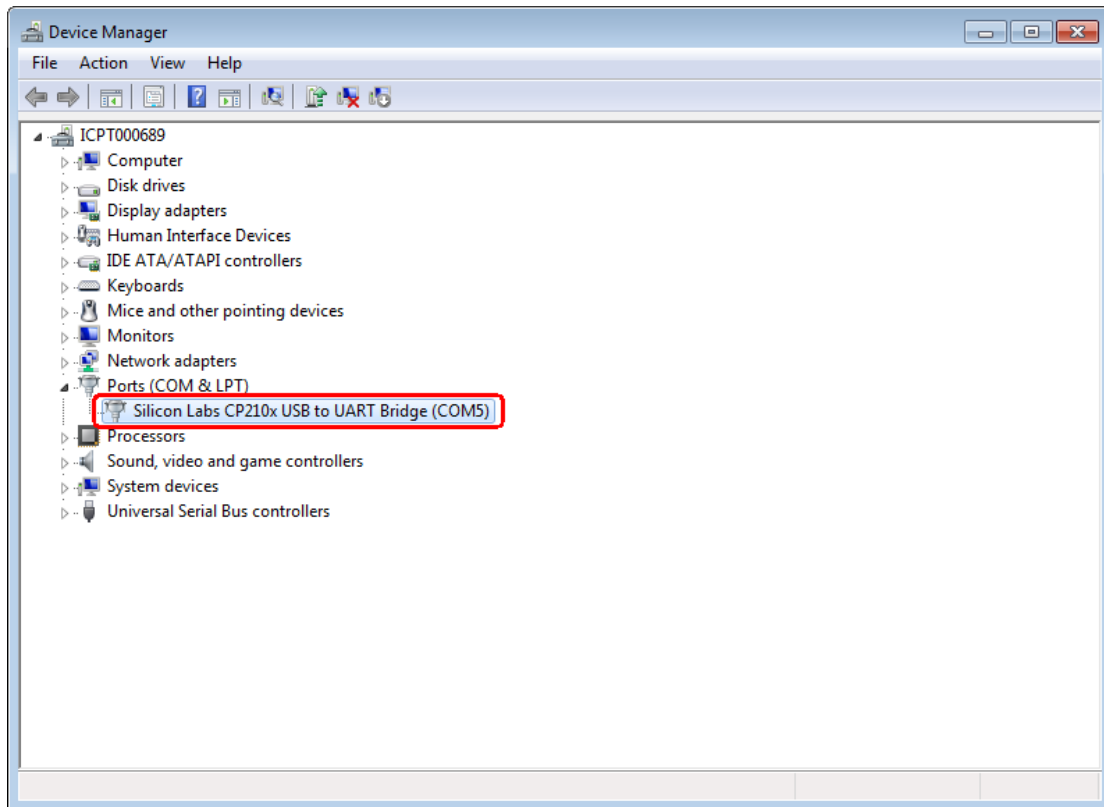 Device Manager
File Action View Help
ICPT000689
Computer
Disk drives
Display adapters
Human Interface Devices
IDE ATA/ATAPI controllers
Keyboards
Mice and other pointing devices
Monitors
Network adapters
Ports (COM & LPT)
Silicon Labs CP210x USB to UART Bridge (COM5)
Processors
Sound, video and game controllers
System devices
Universal Serial Bus controllers